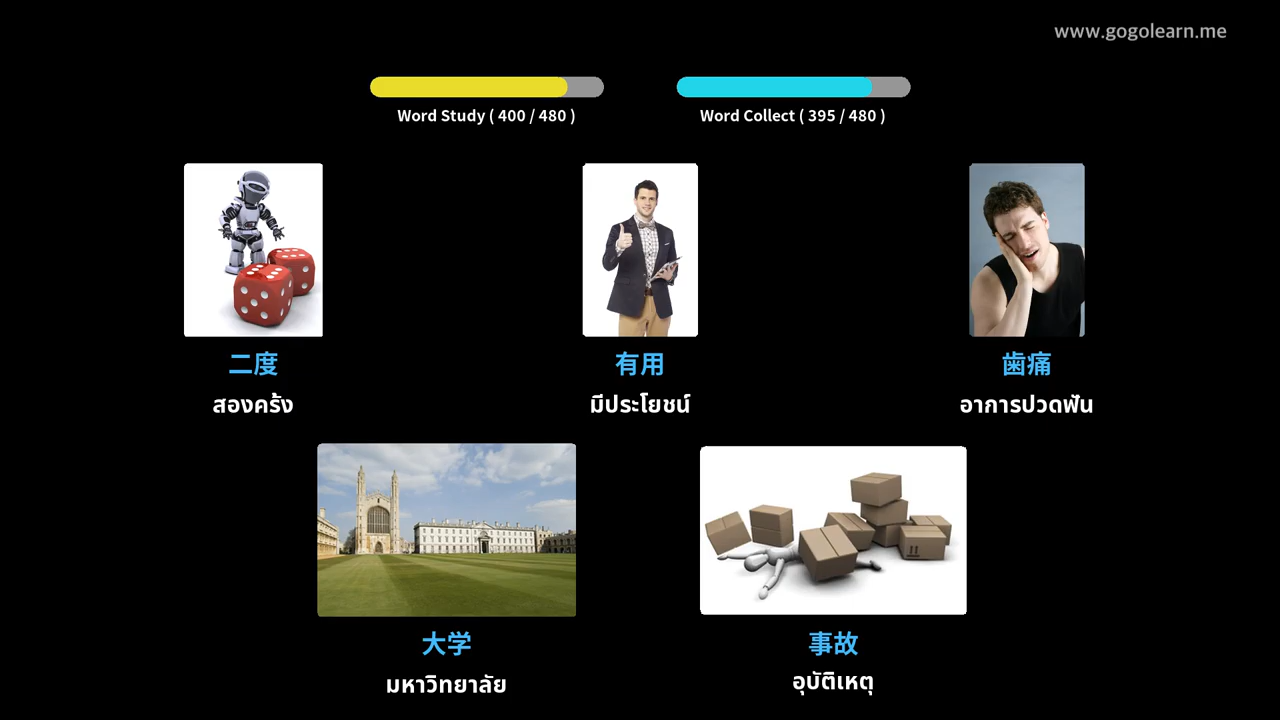 www.gogolearn.me
Word Study ( 400 / 480 )
Word Collect ( 395 / 480 )
二度
สองครั้ง
有用
มีประโยชน์
歯痛
อาการปวดฟัน
大学
มหาวิทยาลัย
事故
อุบัติเหตุ